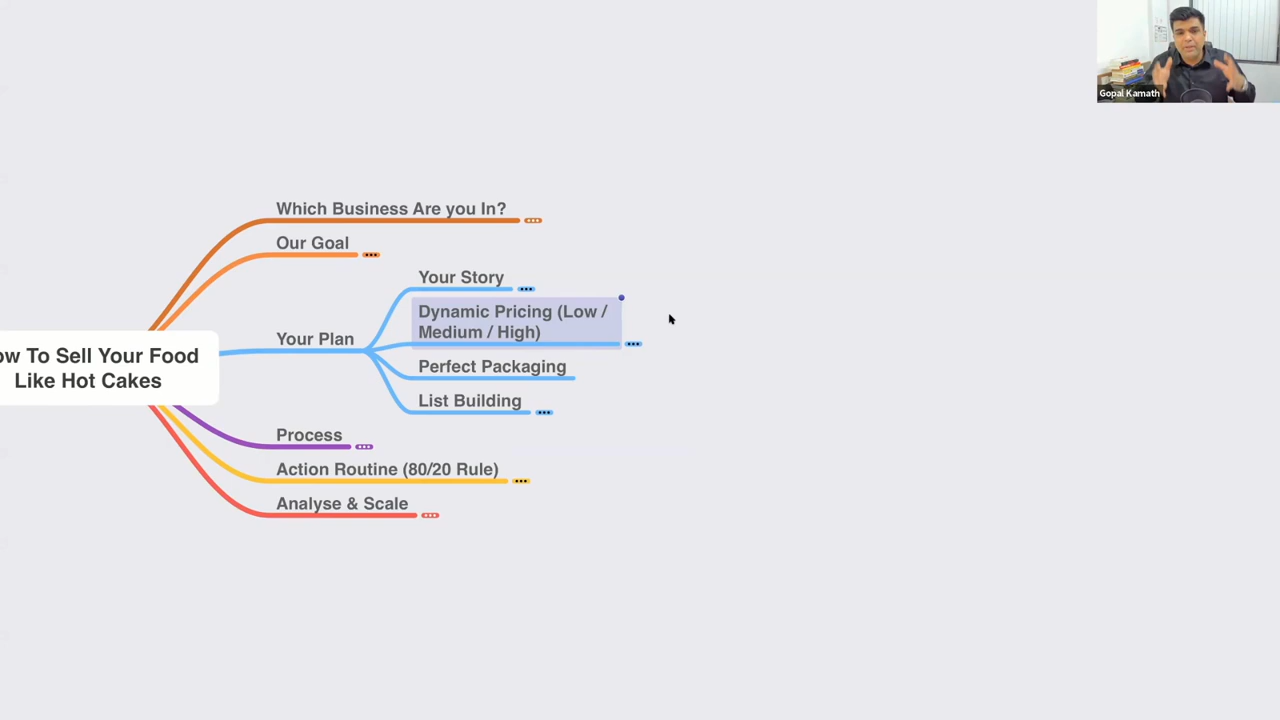 Gopal Kamath
Which Business Are you In?
Our Goal
Your Story
Dynamic Pricing (Low /
Medium / High)
Your Plan
ow To Sell Your Food
Like Hot Cakes
Perfect Packaging
List Building
Process
Action Routine (80/20 Rule)
Analyse & Scale